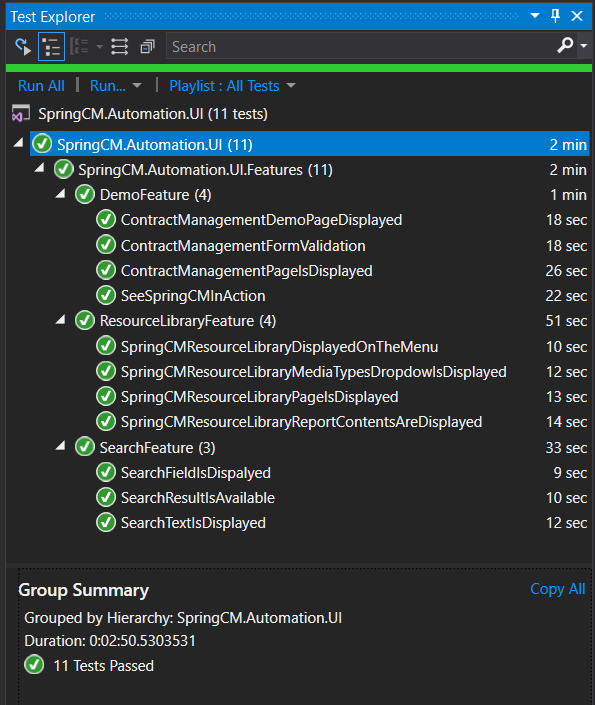 Test Explorer
Search
Run All | Run... | Playlist : All Tests
SpringCM.Automation.UI (11 tests)
SpringCM.Automation.UI (11) 2 min
SpringCM.Automation.UI.Features (11) 2 min
DemoFeature (4) 1 min
ContractManagementDemoPageDisplayed 18 sec
ContractManagementFormValidation 18 sec
ContractManagementPageIsDisplayed 26 sec
SeeSpringCMInAction 22 sec
ResourceLibraryFeature (4) 51 sec
SpringCMResourceLibraryDisplayedOnTheMenu 10 sec
SpringCMResourceLibraryMediaTypesDropdowIsDisplayed 12 sec
SpringCMResourceLibraryPageIsDisplayed 13 sec
SpringCMResourceLibraryReportContentsAreDisplayed 14 sec
SearchFeature (3) 33 sec
SearchFieldIsDispalyed 9 sec
SearchResultIsAvailable 10 sec
SearchTextIsDisplayed 12 sec
Group Summary Copy All
Grouped by Hierarchy: SpringCM.Automation.UI
Duration: 0:02:50.5303531
11 Tests Passed